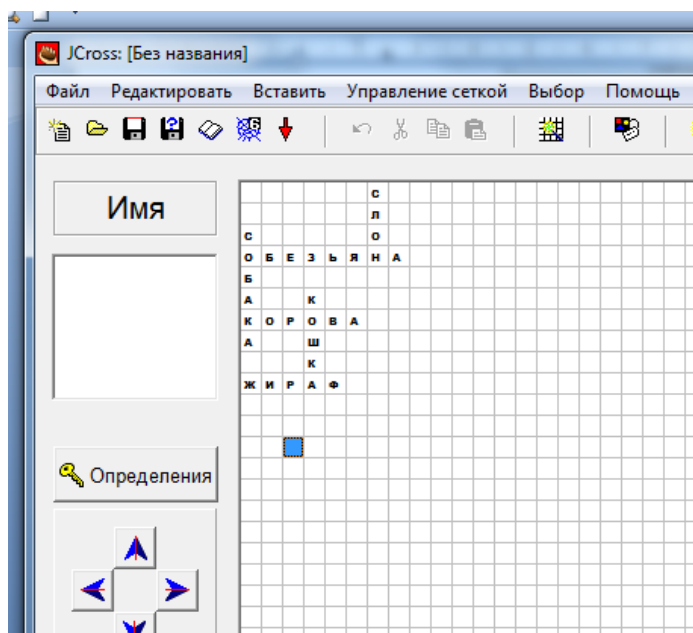 JCross: [Без названия]
Файл Редактировать Вставить Управление сеткой Выбор Помощь
Имя
С
Л
С О
О Б Е З Ь Я Н А
Б
А К
К О Р О В А
А Ш
К
Ж И Р А Ф
Определения